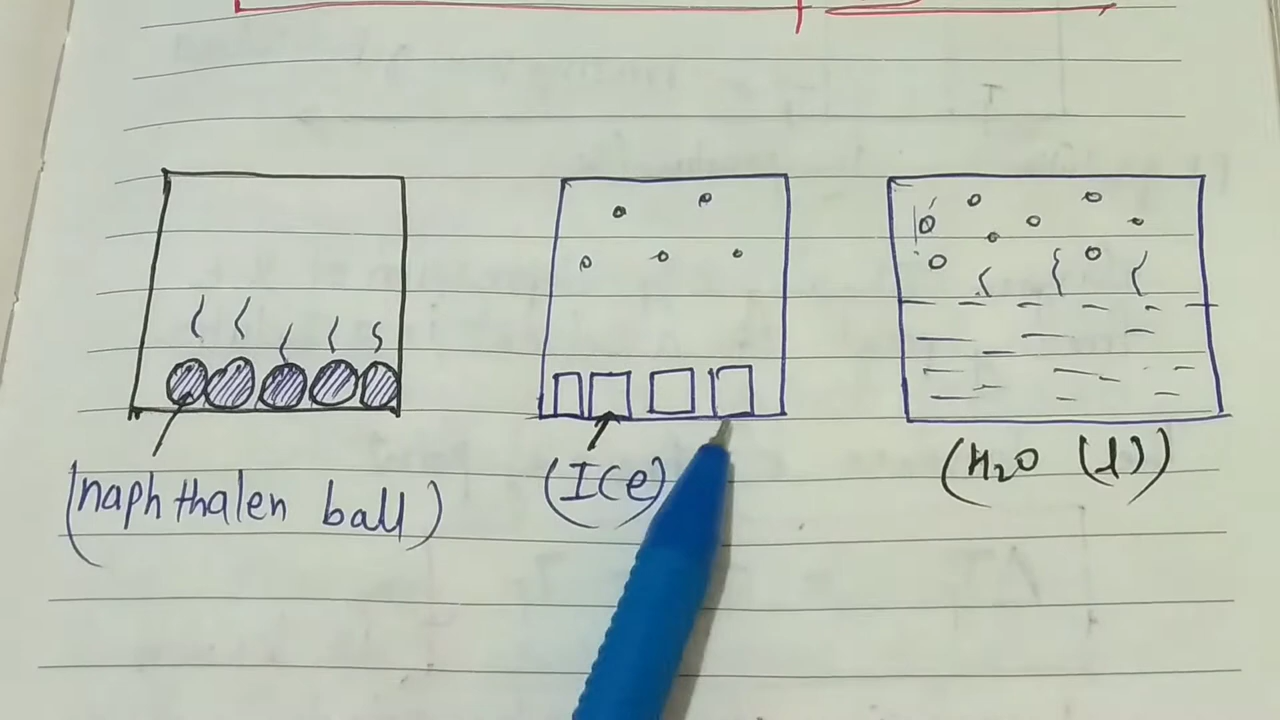 (naphthalen ball)
(Ice)
(H₂O (l))